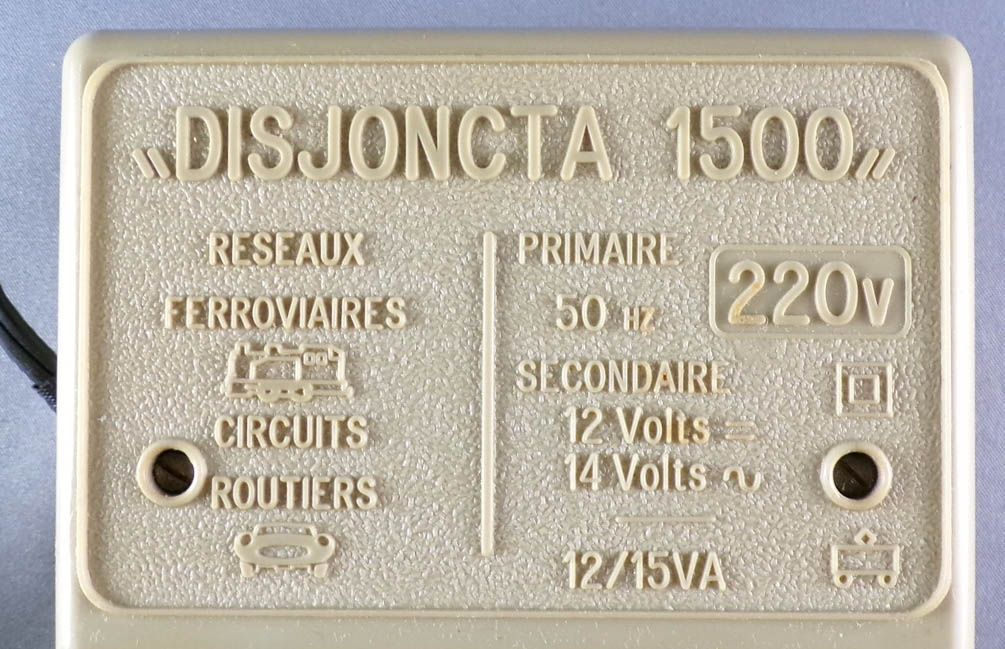 «DISJONCTA 1500»
RESEAUX
FERROVIAIRES
CIRCUITS
ROUTIERS
PRIMAIRE
50 HZ
220V
SECONDAIRE
12 Volts =
14 Volts ~
12/15VA